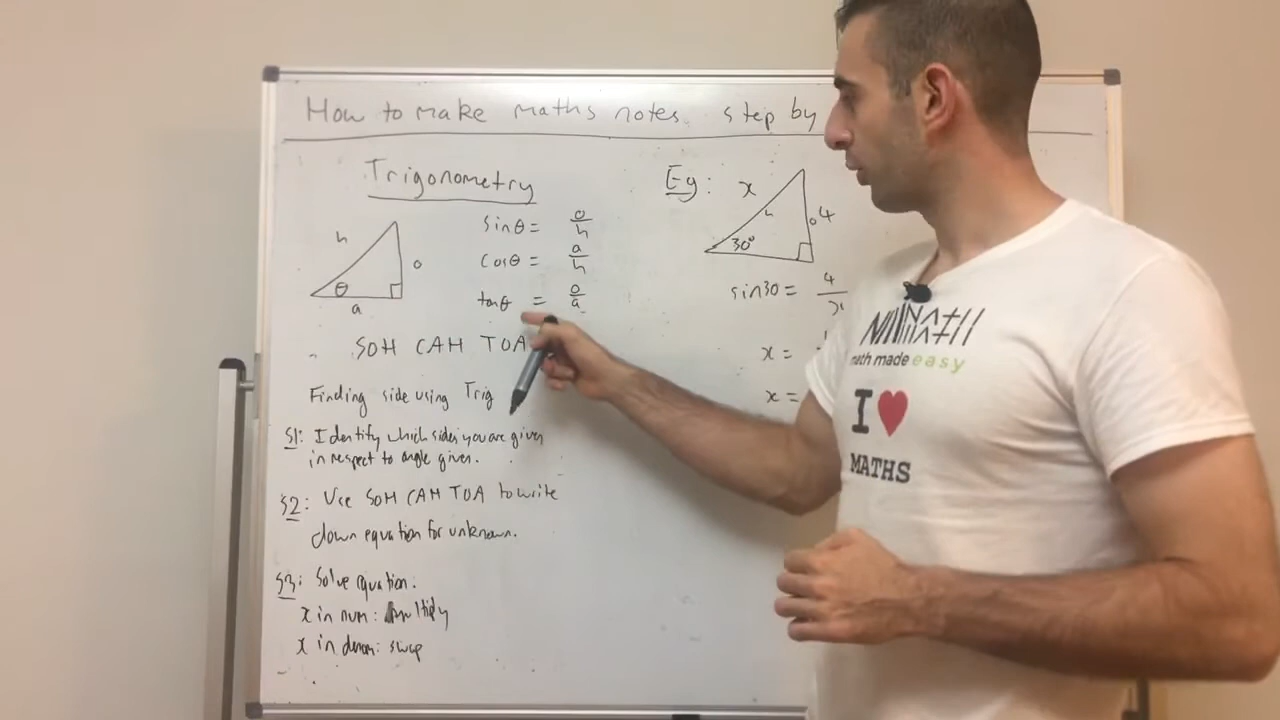 How to make maths notes step by
Trigonometry
h
o
θ
a
sinθ = o/h
cosθ = a/h
tanθ = o/a
SOH CAH TOA
Finding side using Trig
S1: Identify which sides you are given
in respect to angle given.
S2: Use SOH CAH TOA to write
down equation for unknown.
S3: Solve equation:
x in num: Multiply
x in denom: swap
Eg:
x
h
o 4
30°
sin30 = 4/x
x =
x =
math made easy
I ♥
MATHS